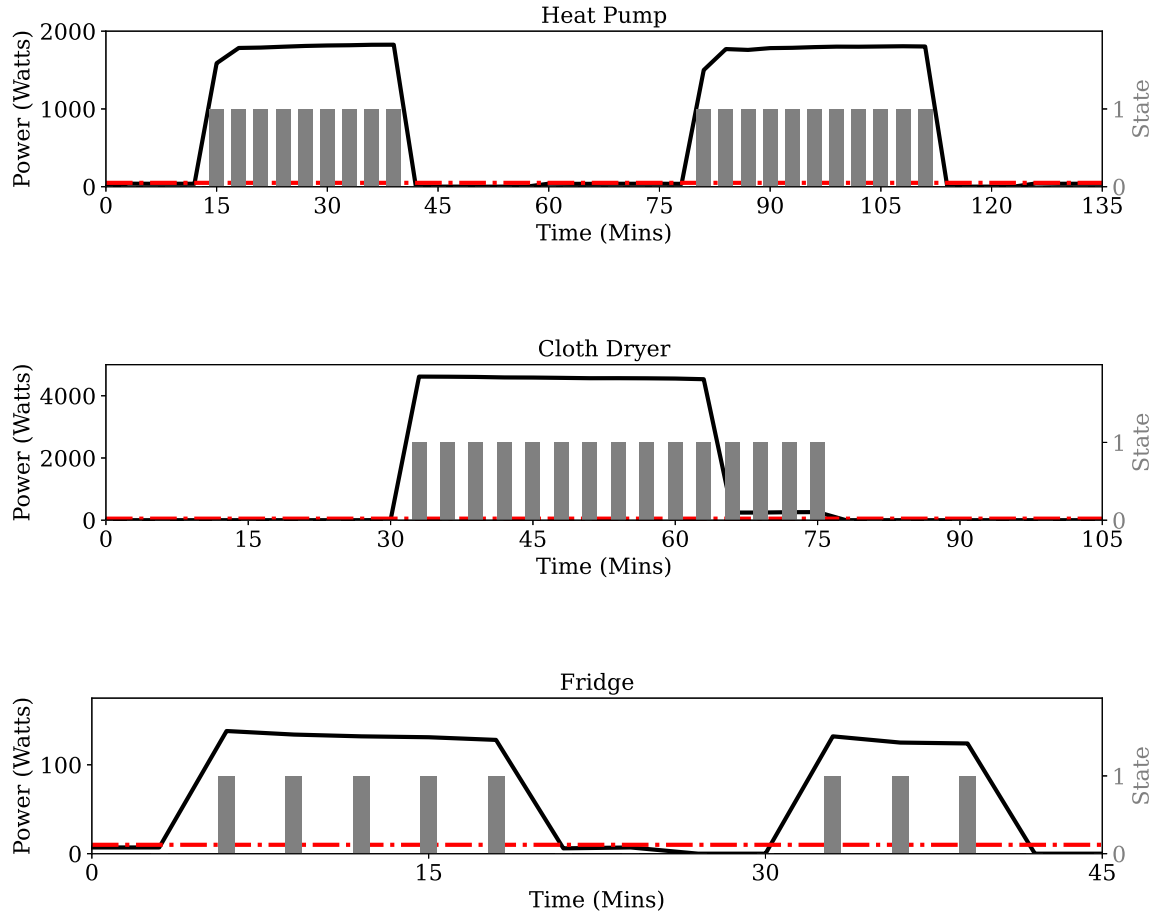 Heat Pump
Power (Watts)
2000
1000
0
1
0
State
0 15 30 45 60 75 90 105 120 135
Time (Mins)
Cloth Dryer
Power (Watts)
4000
2000
0
1
0
State
0 15 30 45 60 75 90 105
Time (Mins)
Fridge
Power (Watts)
100
0
1
0
State
0 15 30 45
Time (Mins)